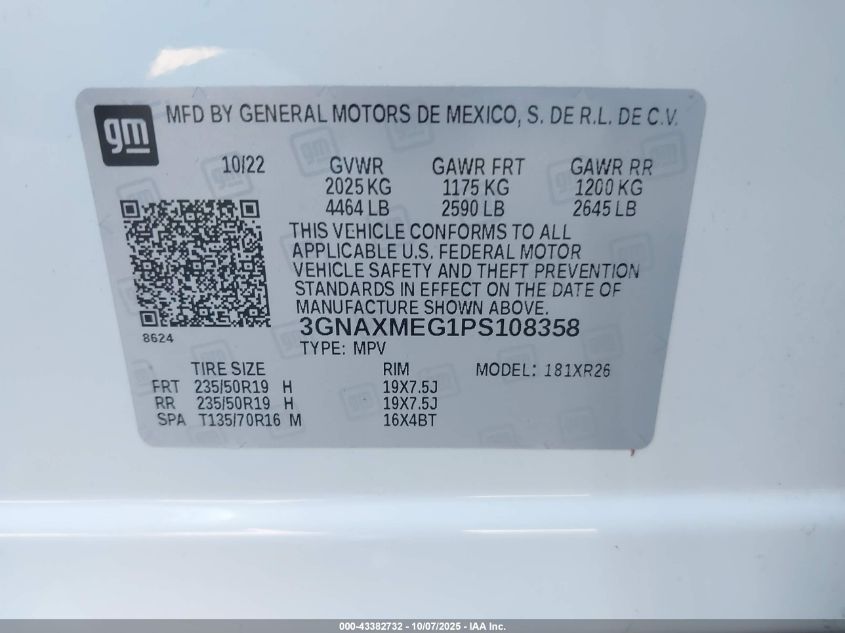 gm
MFD BY GENERAL MOTORS DE MEXICO, S. DE R.L. DE C.V.
10/22 GVWR GAWR FRT GAWR RR
2025 KG 1175 KG 1200 KG
4464 LB 2590 LB 2645 LB
THIS VEHICLE CONFORMS TO ALL
APPLICABLE U.S. FEDERAL MOTOR
VEHICLE SAFETY AND THEFT PREVENTION
STANDARDS IN EFFECT ON THE DATE OF
MANUFACTURE SHOWN ABOVE.
8624
3GNAXMEG1PS108358
TYPE: MPV
TIRE SIZE RIM MODEL: 181XR26
FRT 235/50R19 H 19X7.5J
RR 235/50R19 H 19X7.5J
SPA T135/70R16 M 16X4BT
000-43382732 - 10/07/2025 - IAA Inc.